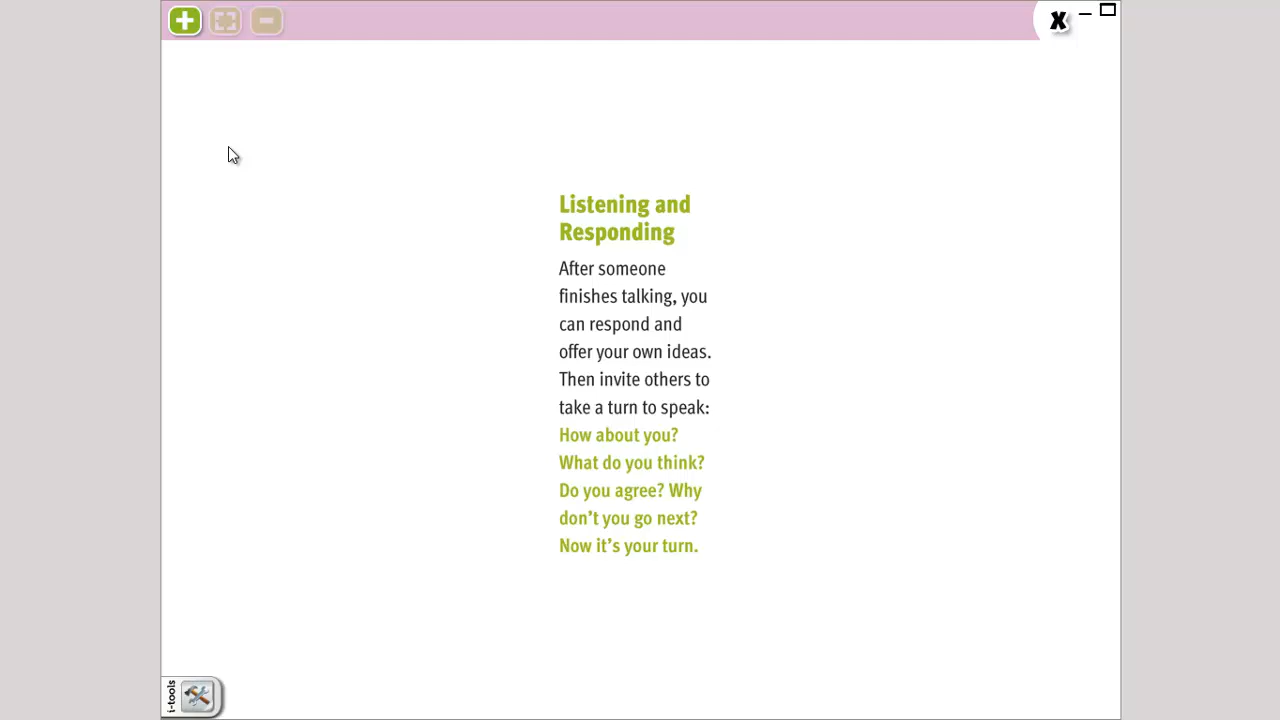 Listening and
Responding
After someone
finishes talking, you
can respond and
offer your own ideas.
Then invite others to
take a turn to speak:
How about you?
What do you think?
Do you agree? Why
don't you go next?
Now it's your turn.
i-tools